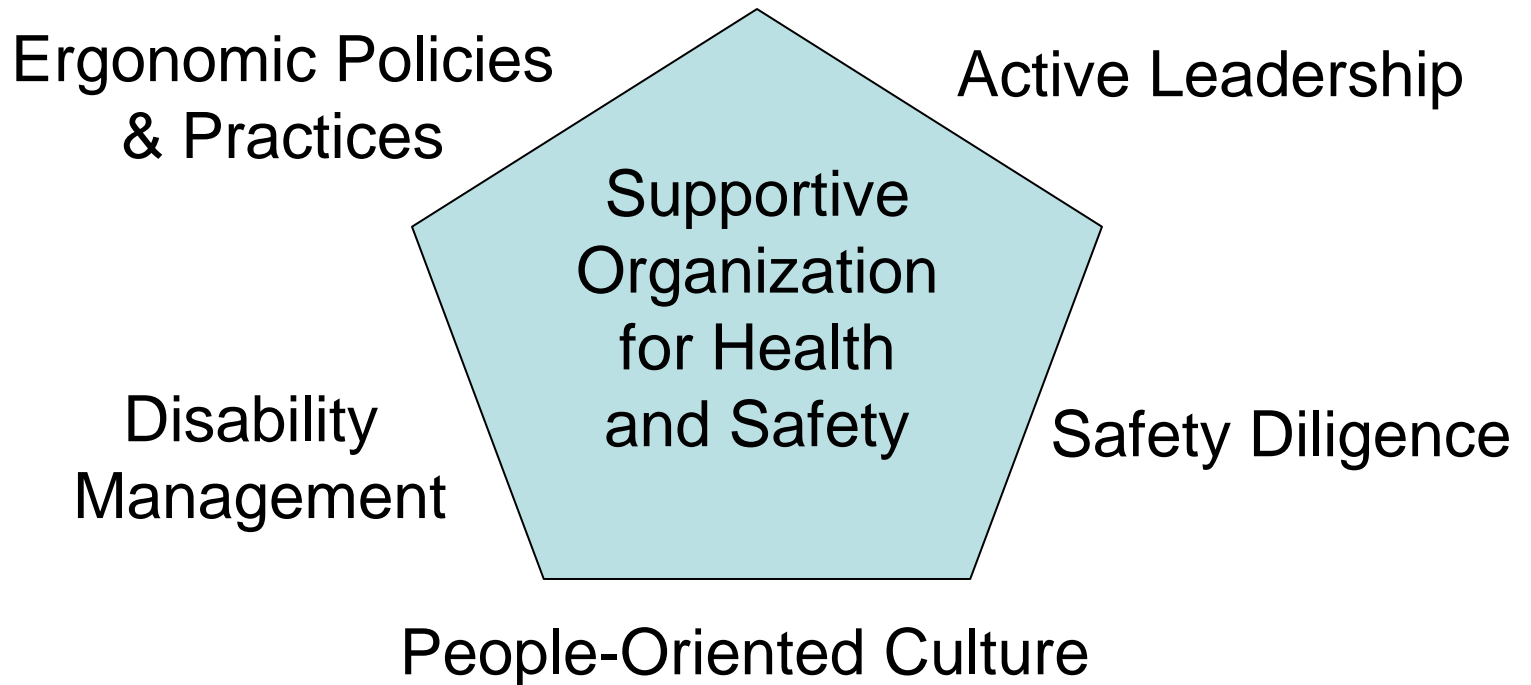 Ergonomic Policies
& Practices
Active Leadership
Supportive
Organization
for Health
and Safety
Disability
Management
Safety Diligence
People-Oriented Culture